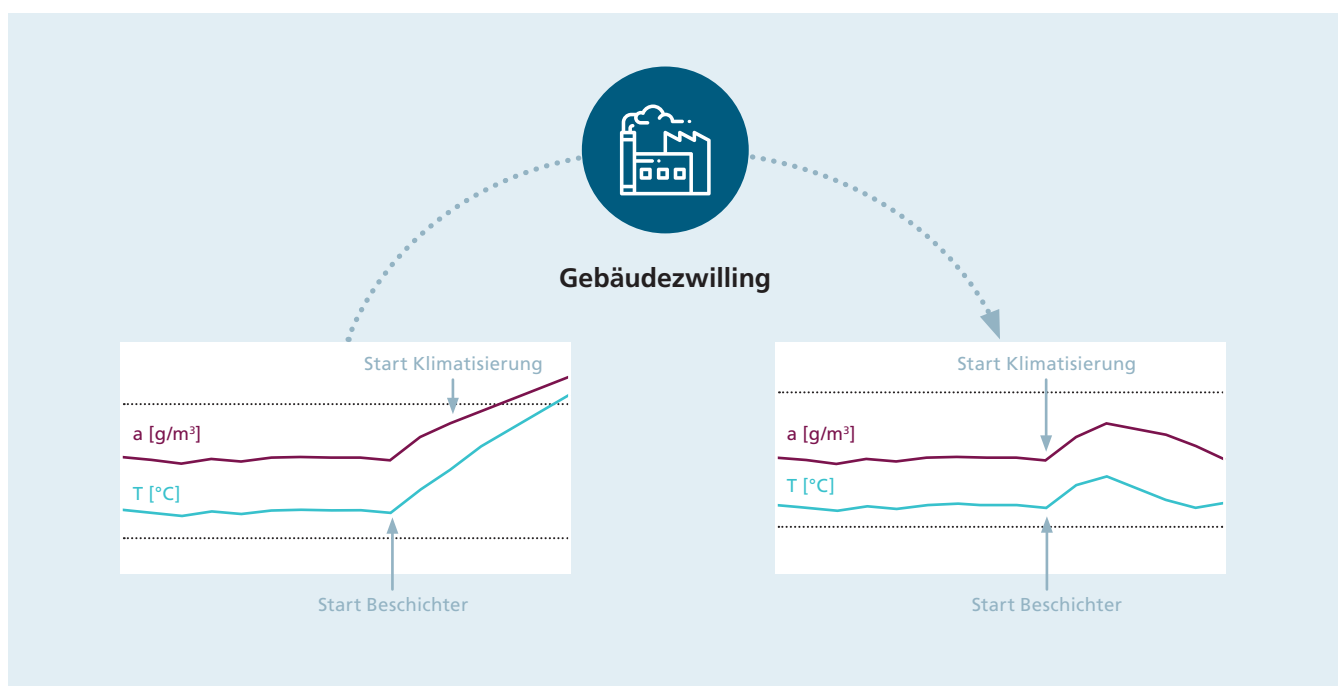 Gebäudezwilling
Start Klimatisierung
a [g/m³]
T [°C]
Start Beschichter
Start Klimatisierung
a [g/m³]
T [°C]
Start Beschichter